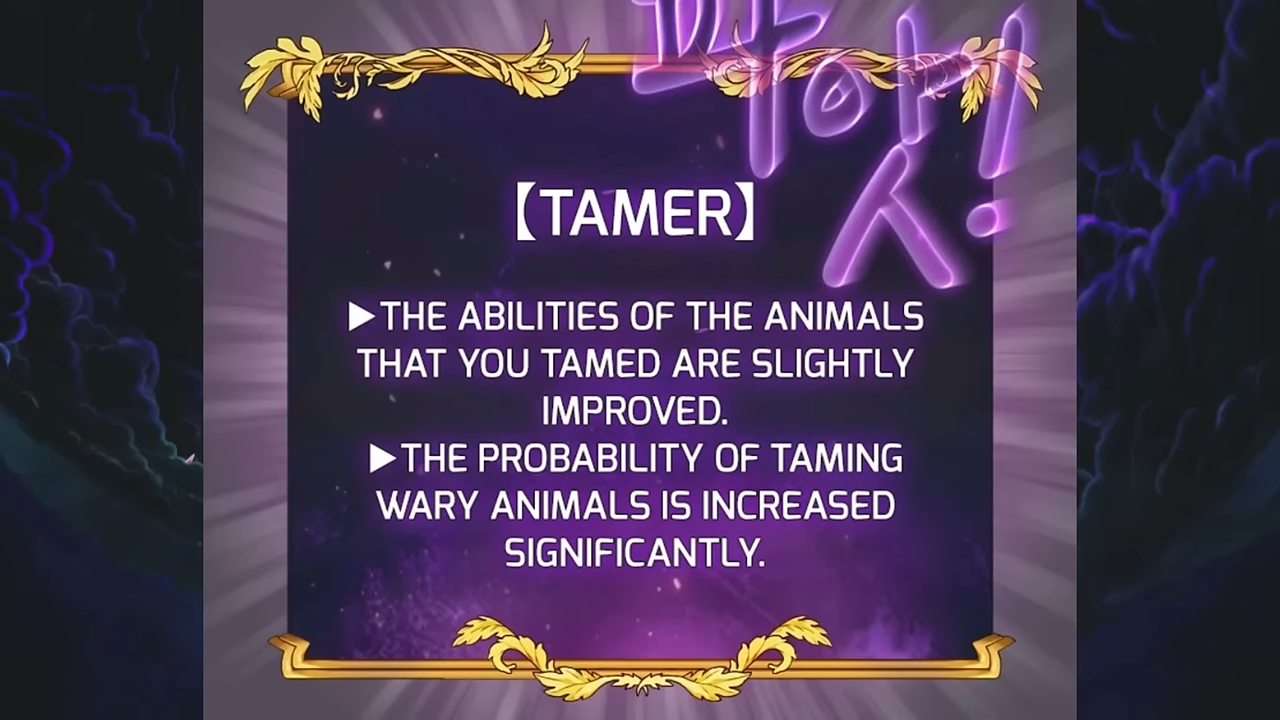 【TAMER】
▶THE ABILITIES OF THE ANIMALS
THAT YOU TAMED ARE SLIGHTLY
IMPROVED.
▶THE PROBABILITY OF TAMING
WARY ANIMALS IS INCREASED
SIGNIFICANTLY.